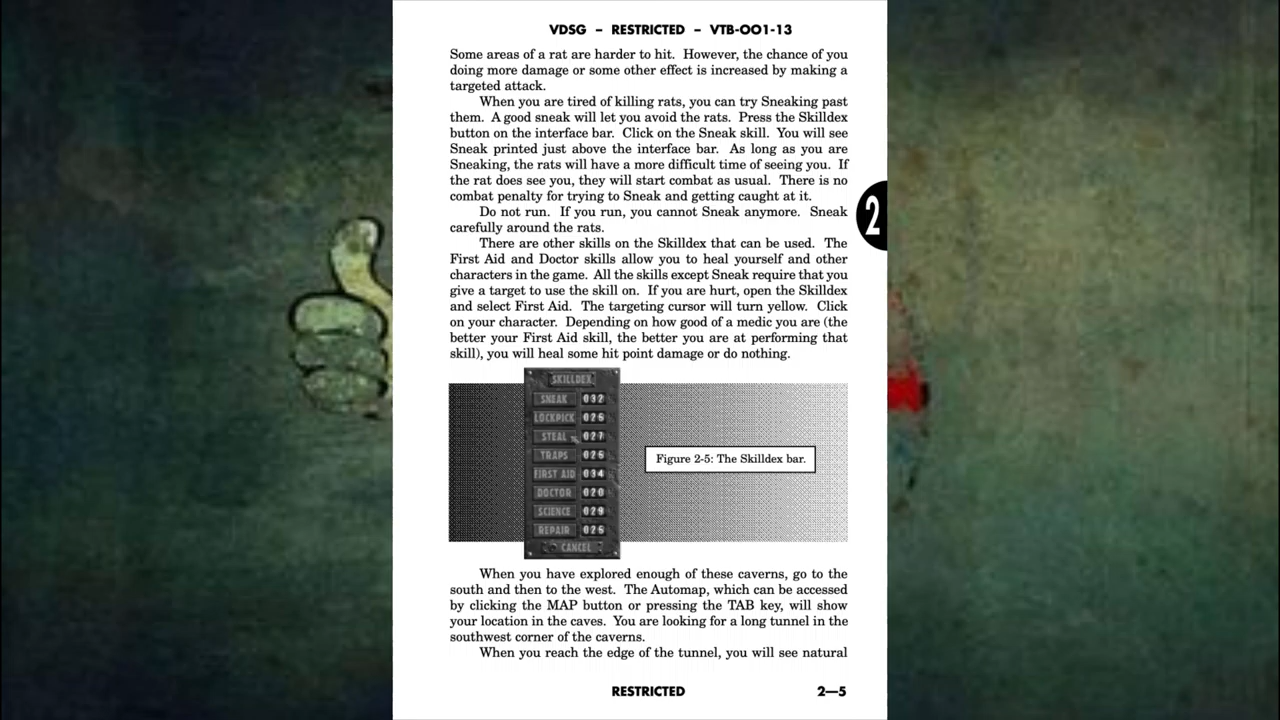 VDSG – RESTRICTED – VTB-001-13
Some areas of a rat are harder to hit. However, the chance of you
doing more damage or some other effect is increased by making a
targeted attack.
When you are tired of killing rats, you can try Sneaking past
them. A good sneak will let you avoid the rats. Press the Skilldex
button on the interface bar. Click on the Sneak skill. You will see
Sneak printed just above the interface bar. As long as you are
Sneaking, the rats will have a more difficult time of seeing you. If
the rat does see you, they will start combat as usual. There is no
combat penalty for trying to Sneak and getting caught at it.
Do not run. If you run, you cannot Sneak anymore. Sneak
carefully around the rats.
2
There are other skills on the Skilldex that can be used. The
First Aid and Doctor skills allow you to heal yourself and other
characters in the game. All the skills except Sneak require that you
give a target to use the skill on. If you are hurt, open the Skilldex
and select First Aid. The targeting cursor will turn yellow. Click
on your character. Depending on how good of a medic you are (the
better your First Aid skill, the better you are at performing that
skill), you will heal some hit point damage or do nothing.
SKILLDEX
SNEAK 032
LOCKPICK 026
STEAL 027
TRAPS 026
FIRST AID 034
DOCTOR 020
SCIENCE 029
REPAIR 026
CANCEL
Figure 2-5: The Skilldex bar.
When you have explored enough of these caverns, go to the
south and then to the west. The Automap, which can be accessed
by clicking the MAP button or pressing the TAB key, will show
your location in the caves. You are looking for a long tunnel in the
southwest corner of the caverns.
When you reach the edge of the tunnel, you will see natural
RESTRICTED 2—5